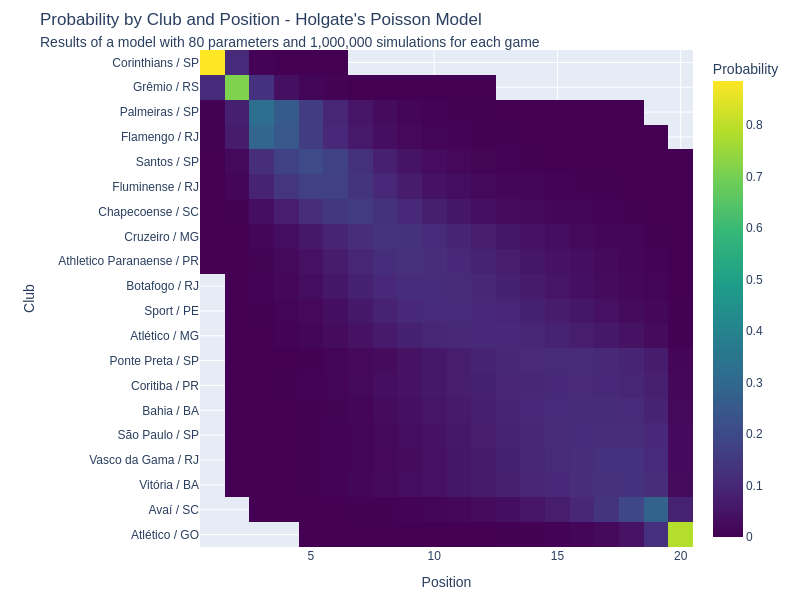 Probability by Club and Position - Holgate's Poisson Model
Results of a model with 80 parameters and 1,000,000 simulations for each game
Probability
Corinthians / SP
Grêmio / RS
Palmeiras / SP
Flamengo / RJ
Santos / SP
Fluminense / RJ
Chapecoense / SC
Cruzeiro / MG
Athletico Paranaense / PR
Botafogo / RJ
Sport / PE
Atlético / MG
Ponte Preta / SP
Coritiba / PR
Bahia / BA
São Paulo / SP
Vasco da Gama / RJ
Vitória / BA
Avaí / SC
Atlético / GO
Club
5
10
15
20
Position
0.8
0.7
0.6
0.5
0.4
0.3
0.2
0.1
0